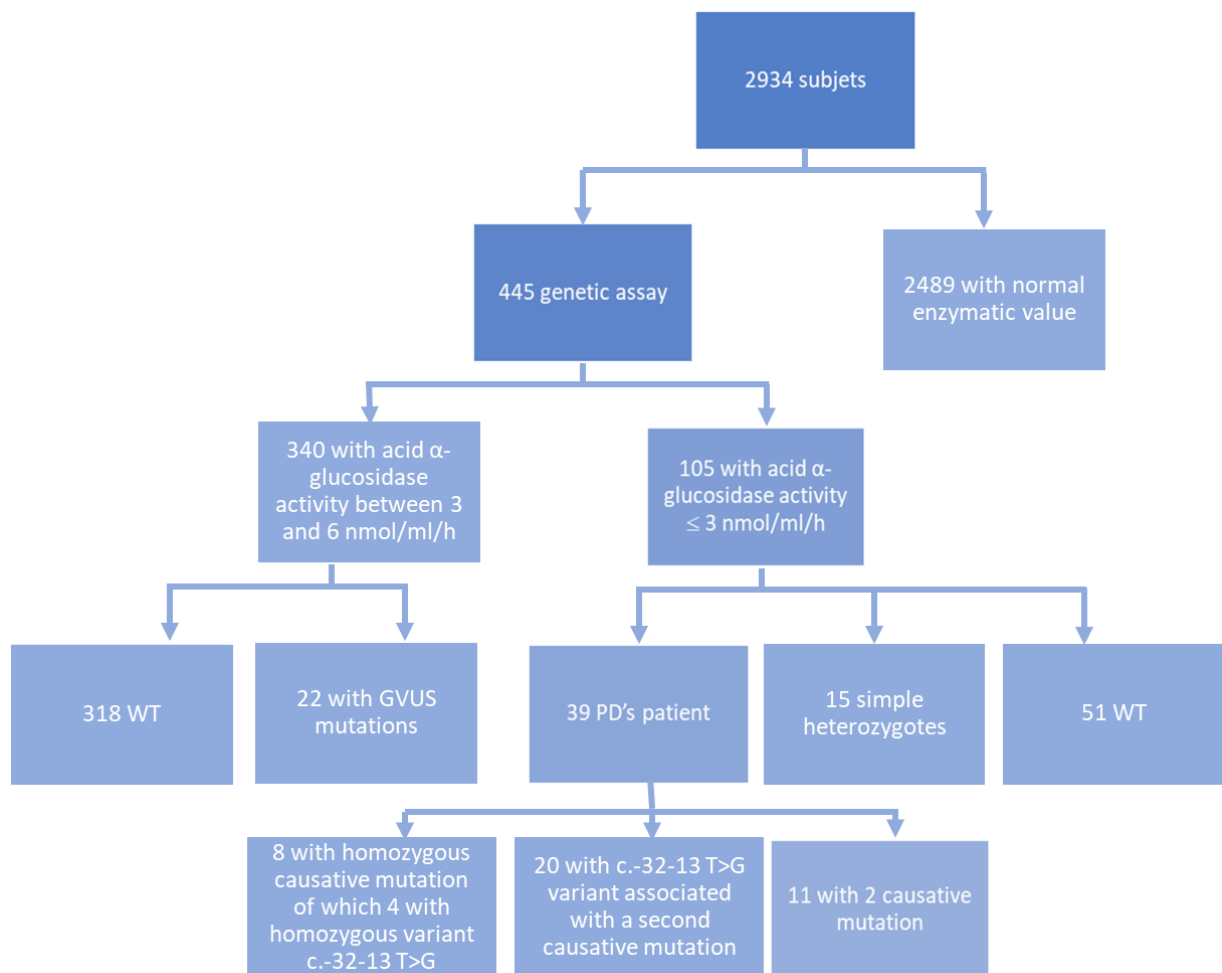 2934 subjets
445 genetic assay
2489 with normal
enzymatic value
340 with acid α-
glucosidase
activity between 3
and 6 nmol/ml/h
105 with acid α-
glucosidase activity
≤ 3 nmol/ml/h
318 WT
22 with GVUS
mutations
39 PD's patient
15 simple
heterozygotes
51 WT
8 with homozygous
causative mutation
of which 4 with
homozygous variant
c.-32-13 T>G
20 with c.-32-13 T>G
variant associated
with a second
causative mutation
11 with 2 causative
mutation